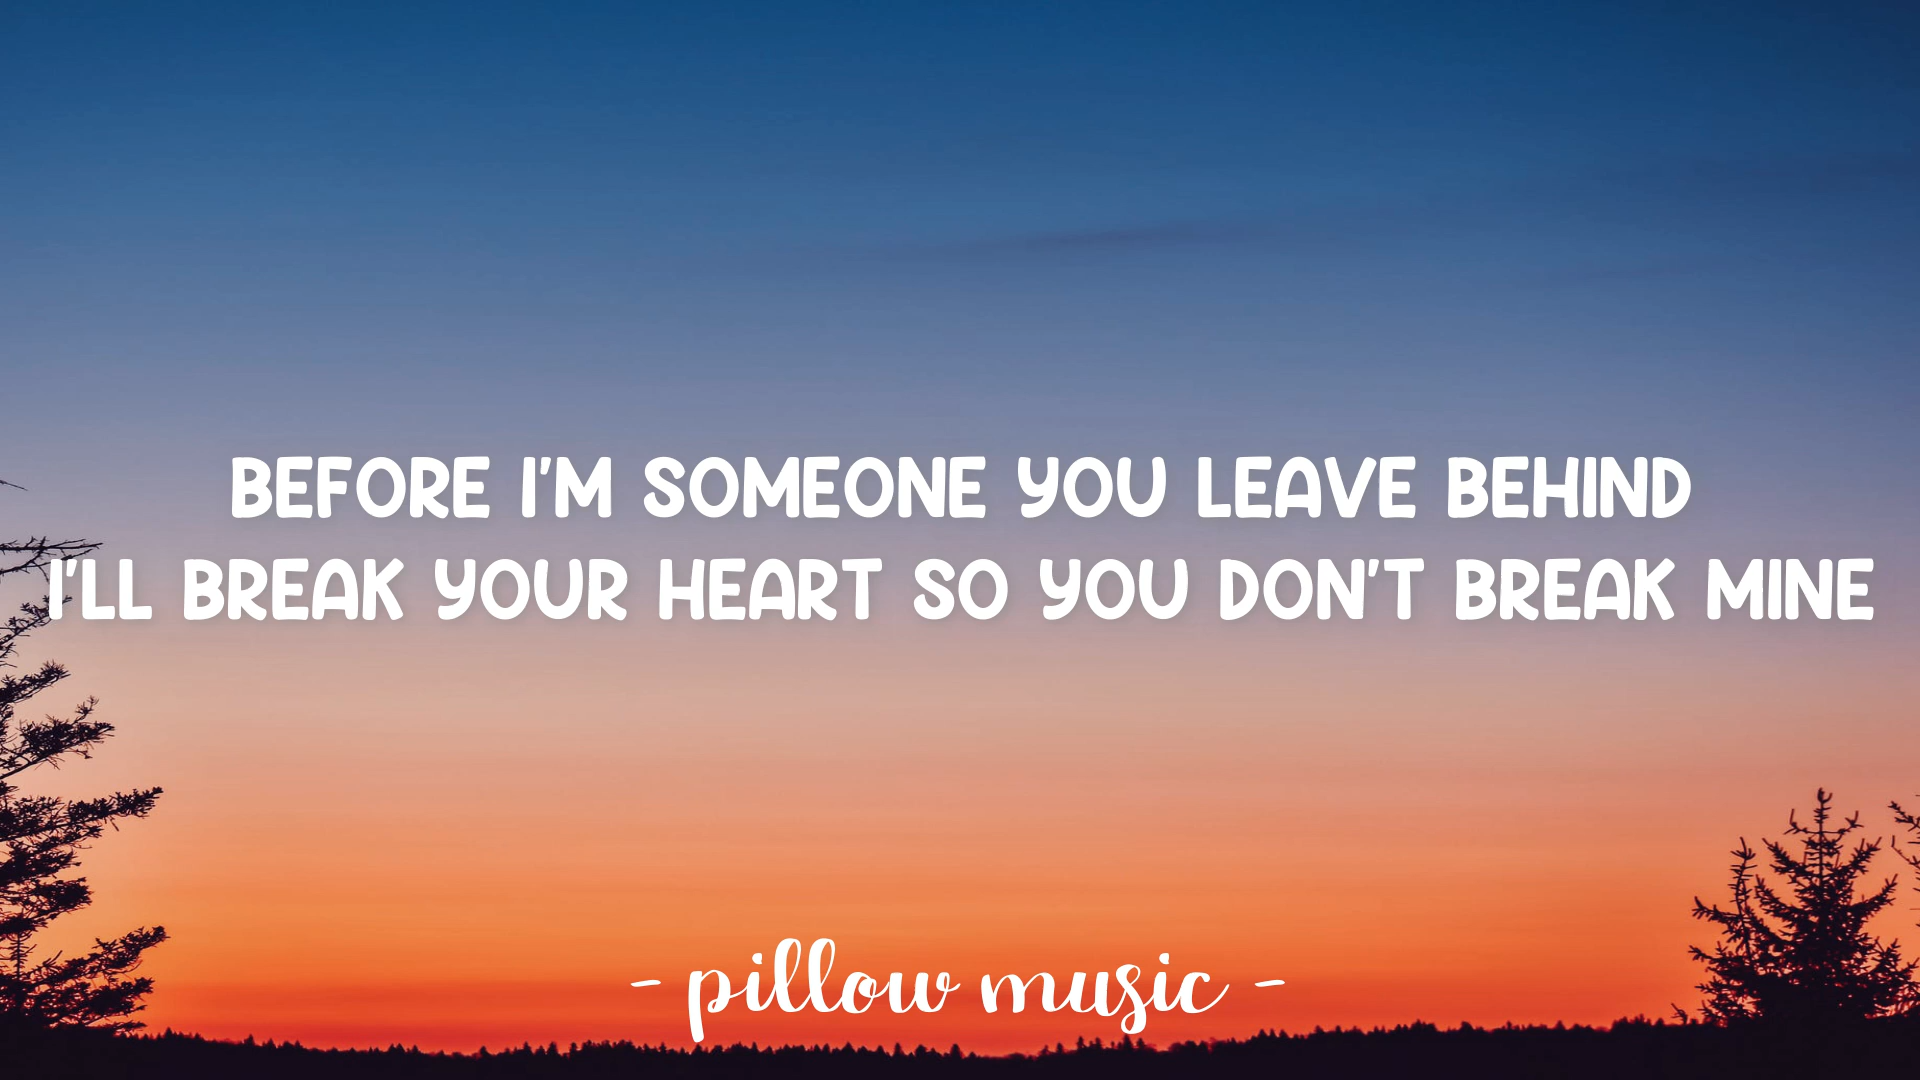 BEFORE I'M SOMEONE YOU LEAVE BEHIND
I'LL BREAK YOUR HEART SO YOU DON'T BREAK MINE
- pillow music -